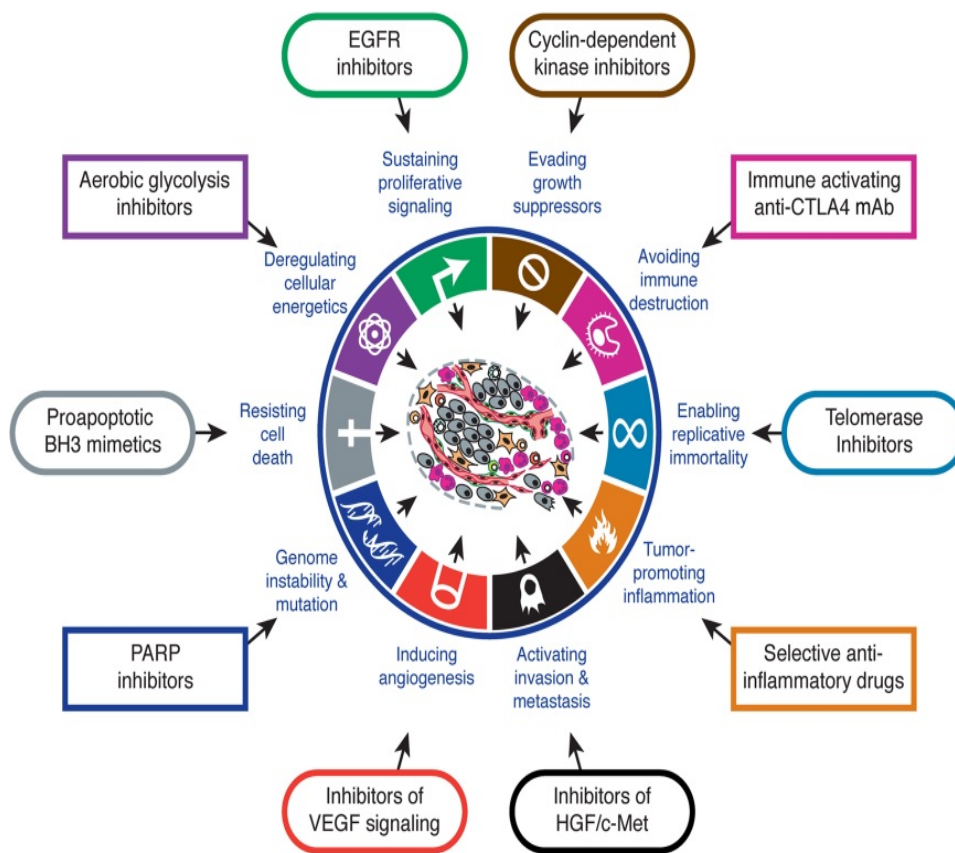 EGFR
inhibitors
Cyclin-dependent
kinase inhibitors
Sustaining
proliferative
signaling
Evading
growth
suppressors
Aerobic glycolysis
inhibitors
Immune activating
anti-CTLA4 mAb
Deregulating
cellular
energetics
Avoiding
immune
destruction
Proapoptotic
BH3 mimetics
Resisting
cell
death
Enabling
replicative
immortality
Telomerase
Inhibitors
Genome
instability &
mutation
Tumor-
promoting
inflammation
PARP
inhibitors
Inducing
angiogenesis
Activating
invasion &
metastasis
Selective anti-
inflammatory drugs
Inhibitors of
VEGF signaling
Inhibitors of
HGF/c-Met